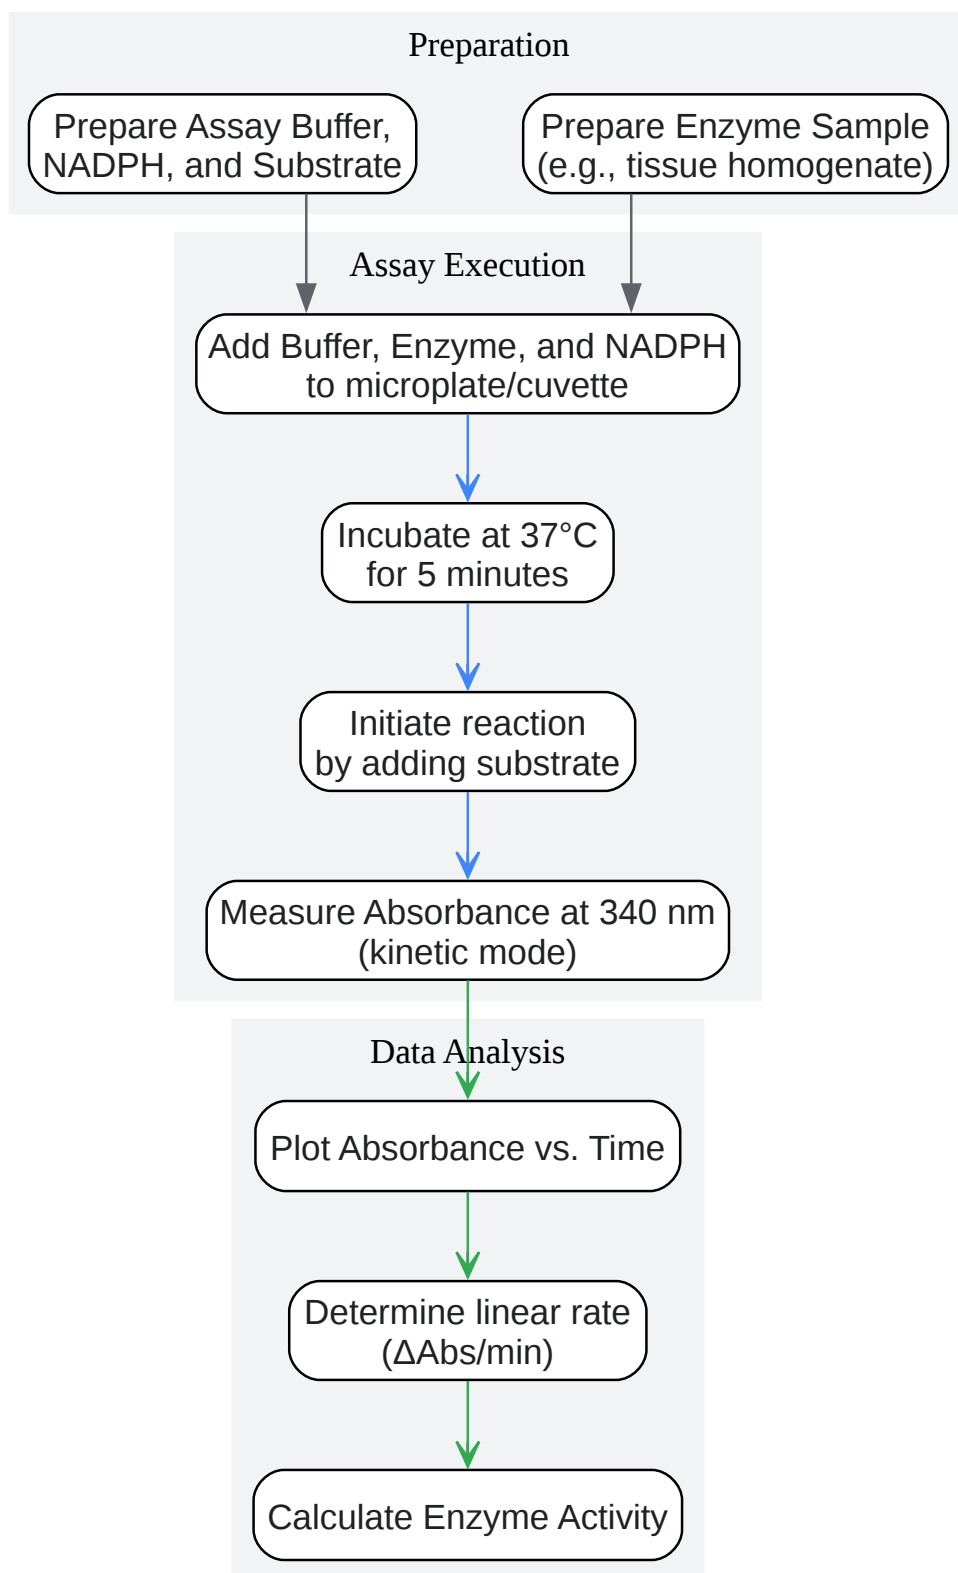 Preparation
Prepare Assay Buffer,
NADPH, and Substrate
Prepare Enzyme Sample
(e.g., tissue homogenate)
Assay Execution
Add Buffer, Enzyme, and NADPH
to microplate/cuvette
Incubate at 37°C
for 5 minutes
Initiate reaction
by adding substrate
Measure Absorbance at 340 nm
(kinetic mode)
Data Analysis
Plot Absorbance vs. Time
Determine linear rate
(ΔAbs/min)
Calculate Enzyme Activity